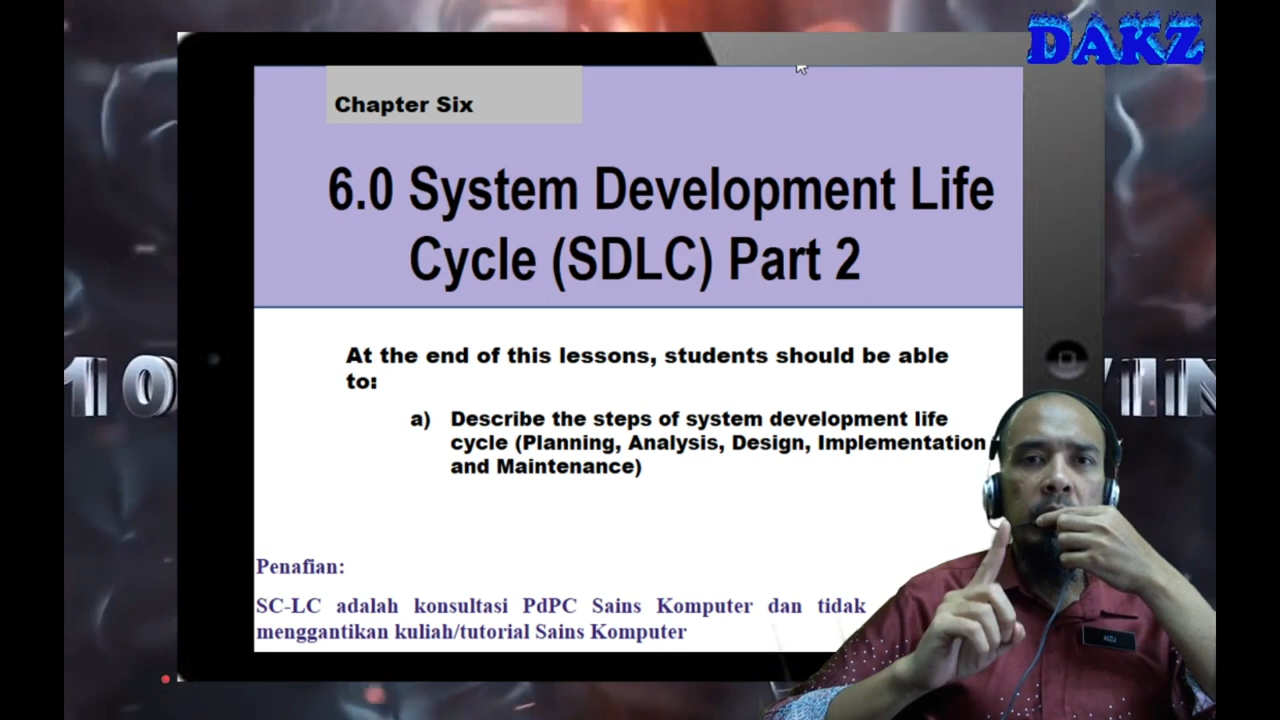 DAKZ
Chapter Six
6.0 System Development Life
Cycle (SDLC) Part 2
At the end of this lessons, students should be able
to:
a) Describe the steps of system development life
cycle (Planning, Analysis, Design, Implementation
and Maintenance)
Penafian:
SC-LC adalah konsultasi PdPC Sains Komputer dan tidak
menggantikan kuliah/tutorial Sains Komputer
10